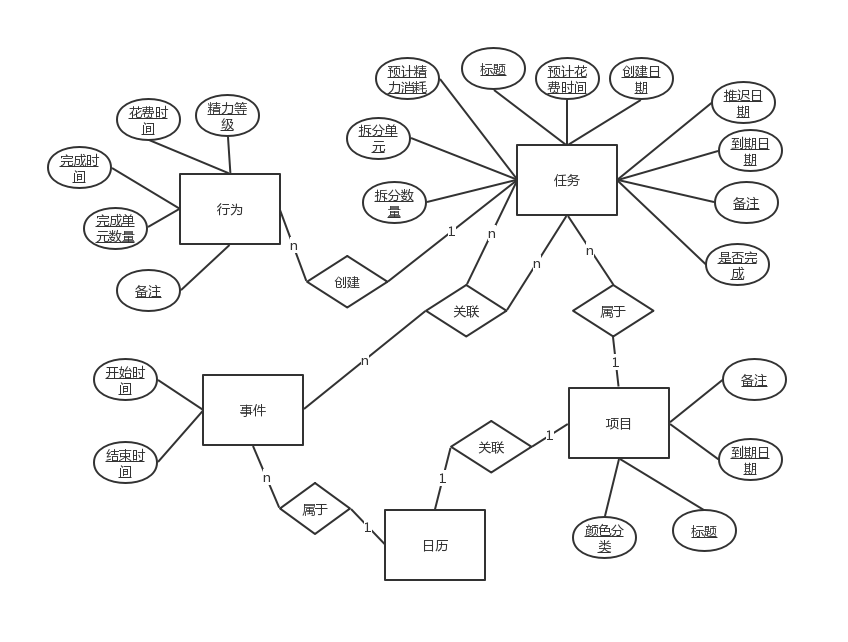 预计精
力消耗
标题
预计花
费时间
创建日
期
推迟日
期
花费时
间
精力等
级
拆分单
元
到期日
期
完成时
间
行为
任务
拆分数
量
备注
完成单
元数量
1
n
n
n
n
是否完
成
创建
备注
关联
属于
n
1
开始时
间
事件
备注
项目
1
关联
到期日
期
结束时
间
n
1
属于
1
日历
颜色分
类
标题